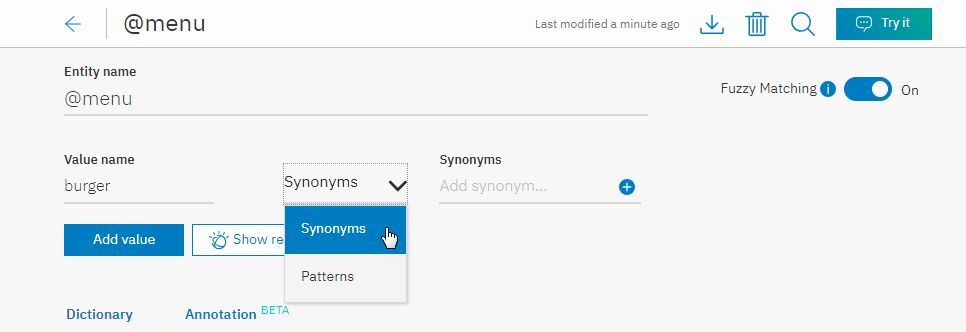 @menu
Last modified a minute ago
Try it
Entity name
@menu
Fuzzy Matching i
On
Value name
burger
Synonyms
Synonyms
Add synonym...
Synonyms
Patterns
Add value
Show re
Dictionary
Annotation BETA